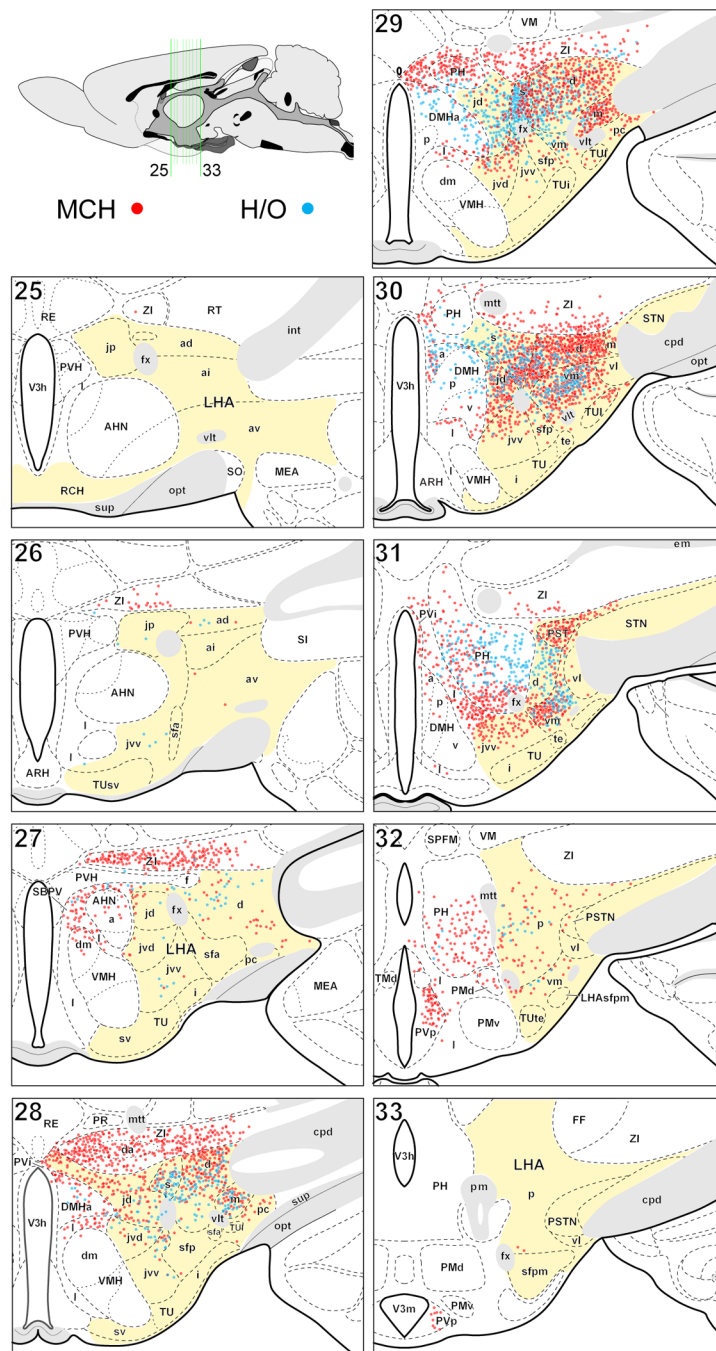 25 33
MCH H/O
29
VM
ZI
PH
d
s
jd
DMHa
m
fx
pc
p
vm
vlt
l
sfp
TUl
jvv
dm
jvd
TUi
VMH
25
RE
ZI
RT
int
ad
jp
fx
PVH
ai
V3h
l
LHA
AHN
av
vlt
SO
MEA
RCH
opt
sup
30
mtt
ZI
PH
STN
s
a
d
m
cpd
DMH
vl
jd
vm
p
opt
V3h
v
vlt
TUl
sfp
l
jvv
te
l
TU
ARH
VMH
i
26
ZI
jp
ad
PVH
ai
SI
AHN
av
l
sfa
jvv
l
ARH
TUsv
31
em
ZI
PVi
PST
STN
PH
a
d
vl
l
p
fx
vm
DMH
v
jvv
te
TU
l
i
27
ZI
PVH
f
SBPV
AHN
d
a
jd
fx
l
dm
jvd
LHA
jvv
sfa
pc
VMH
MEA
l
i
TU
sv
32
SPFM
VM
ZI
mtt
PH
PSTN
p
vl
l
TMd
vm
PMd
LHAsfpm
PVp
TUte
PMv
l
28
PR
mtt
RE
ZI
cpd
da
PVi
d
s
sup
jd
m
DMHa
pc
V3h
l
vlt
TUl
opt
jvd
sfa
dm
sfp
VMH
jvv
i
l
TU
sv
33
FF
ZI
V3h
LHA
PH
pm
p
cpd
PSTN
vl
fx
PMd
sfpm
V3m
PMv
PVp